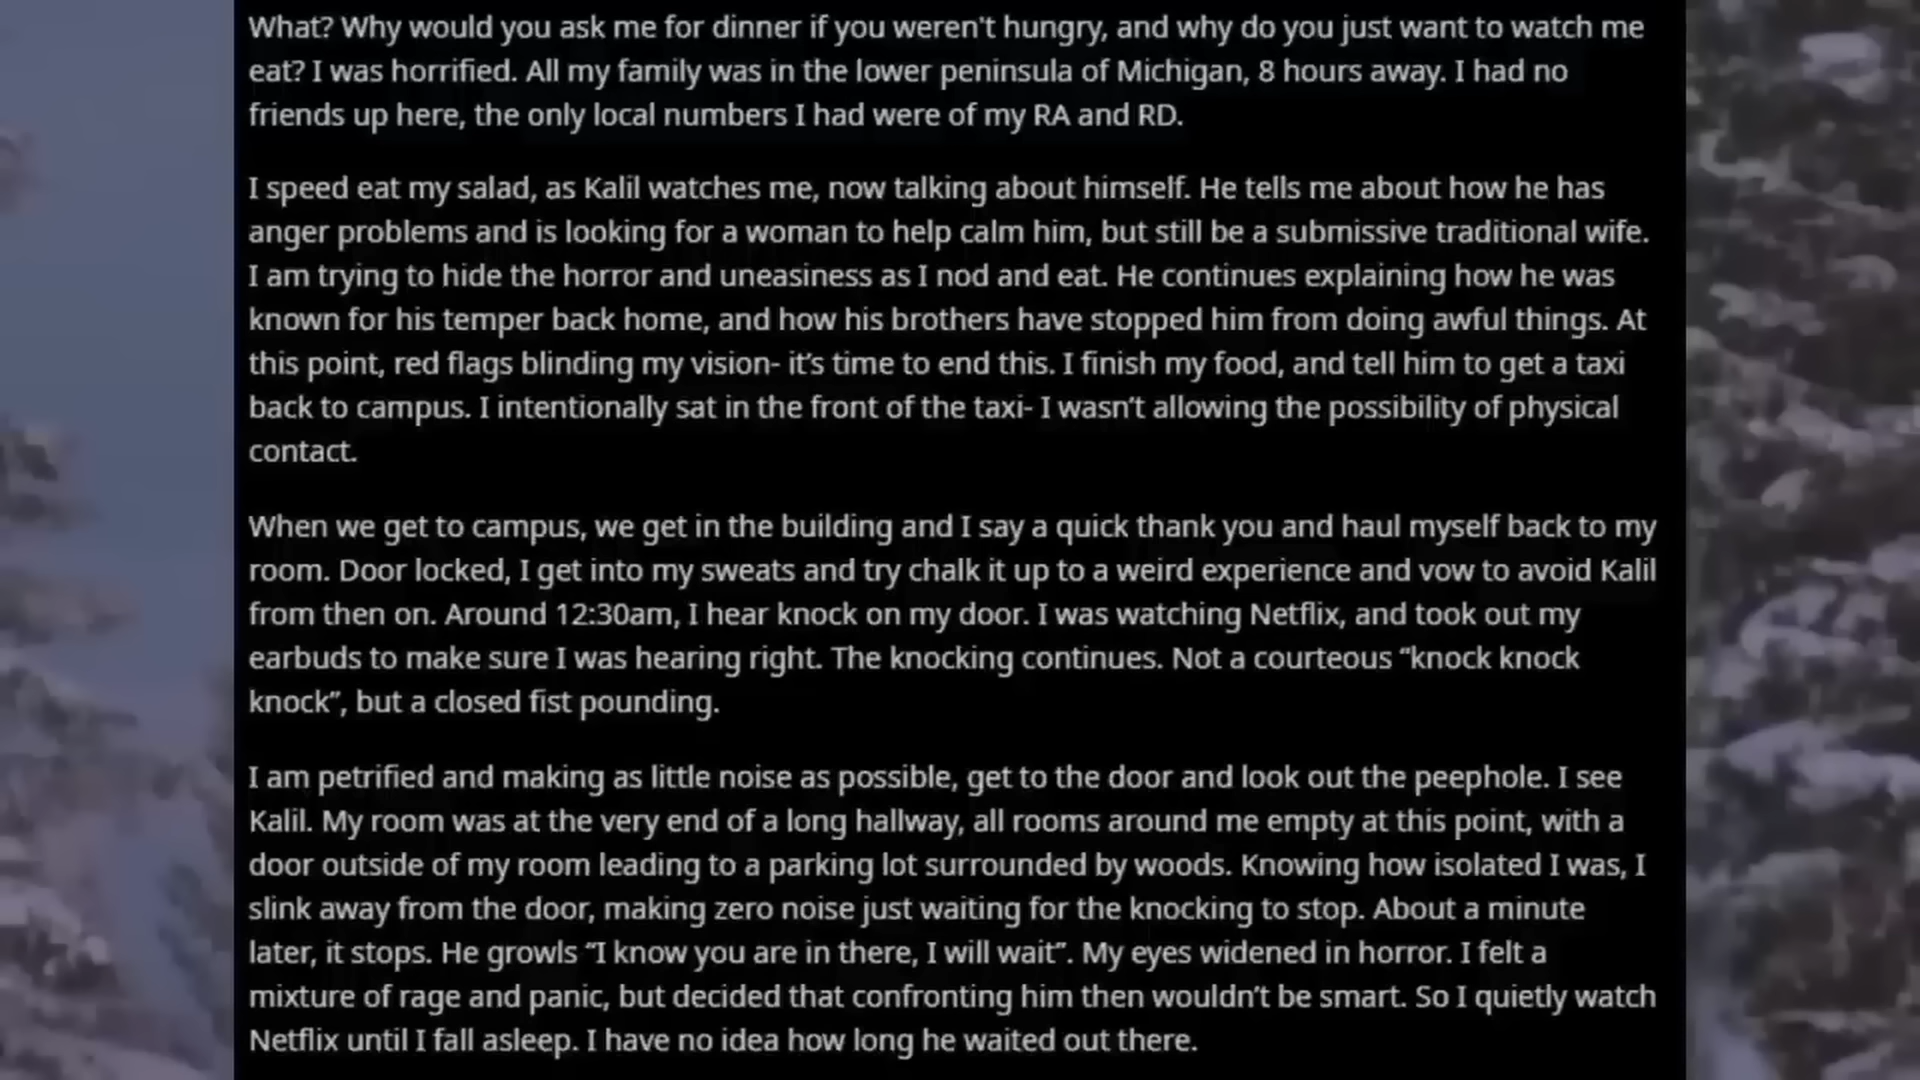 What? Why would you ask me for dinner if you weren't hungry, and why do you just want to watch me
eat? I was horrified. All my family was in the lower peninsula of Michigan, 8 hours away. I had no
friends up here, the only local numbers I had were of my RA and RD.
I speed eat my salad, as Kalil watches me, now talking about himself. He tells me about how he has
anger problems and is looking for a woman to help calm him, but still be a submissive traditional wife.
I am trying to hide the horror and uneasiness as I nod and eat. He continues explaining how he was
known for his temper back home, and how his brothers have stopped him from doing awful things. At
this point, red flags blinding my vision- it’s time to end this. I finish my food, and tell him to get a taxi
back to campus. I intentionally sat in the front of the taxi- I wasn’t allowing the possibility of physical
contact.
When we get to campus, we get in the building and I say a quick thank you and haul myself back to my
room. Door locked, I get into my sweats and try chalk it up to a weird experience and vow to avoid Kalil
from then on. Around 12:30am, I hear knock on my door. I was watching Netflix, and took out my
earbuds to make sure I was hearing right. The knocking continues. Not a courteous “knock knock
knock”, but a closed fist pounding.
I am petrified and making as little noise as possible, get to the door and look out the peephole. I see
Kalil. My room was at the very end of a long hallway, all rooms around me empty at this point, with a
door outside of my room leading to a parking lot surrounded by woods. Knowing how isolated I was, I
slink away from the door, making zero noise just waiting for the knocking to stop. About a minute
later, it stops. He growls “I know you are in there, I will wait”. My eyes widened in horror. I felt a
mixture of rage and panic, but decided that confronting him then wouldn’t be smart. So I quietly watch
Netflix until I fall asleep. I have no idea how long he waited out there.